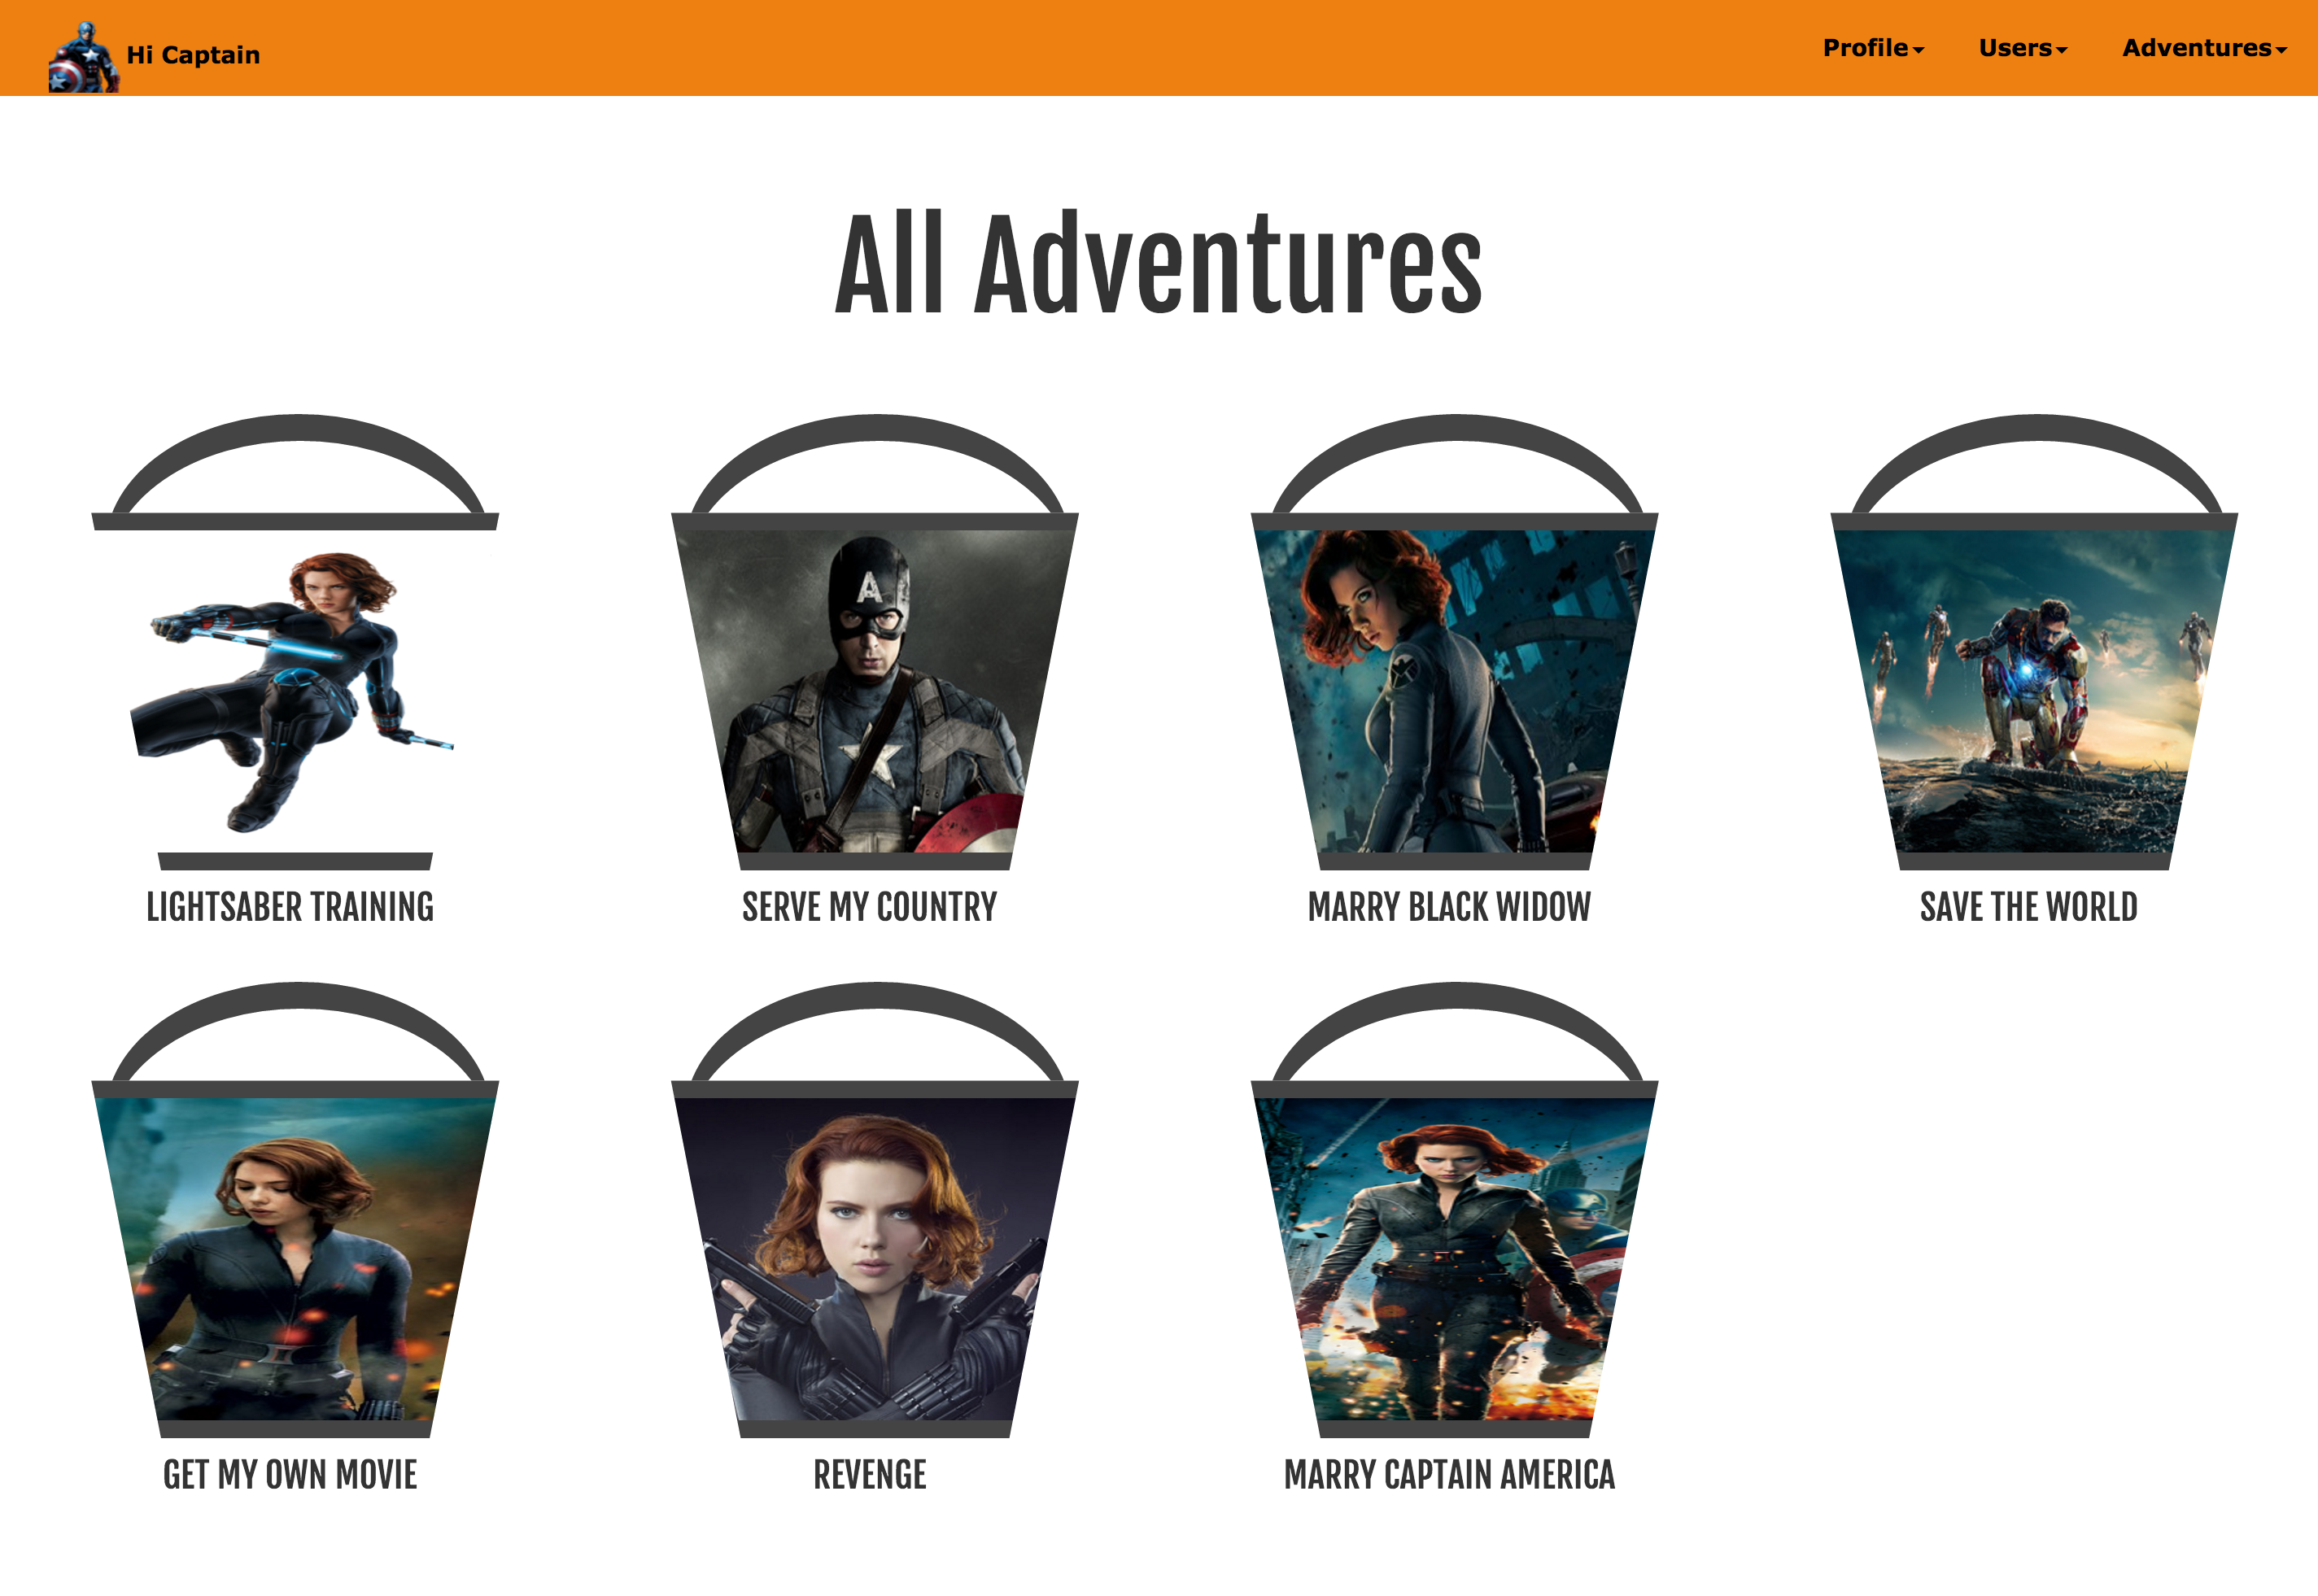 Hi Captain
Profile
Users
Adventures
All Adventures
LIGHTSABER TRAINING
A
SERVE MY COUNTRY
MARRY BLACK WIDOW
SAVE THE WORLD
GET MY OWN MOVIE
REVENGE
MARRY CAPTAIN AMERICA